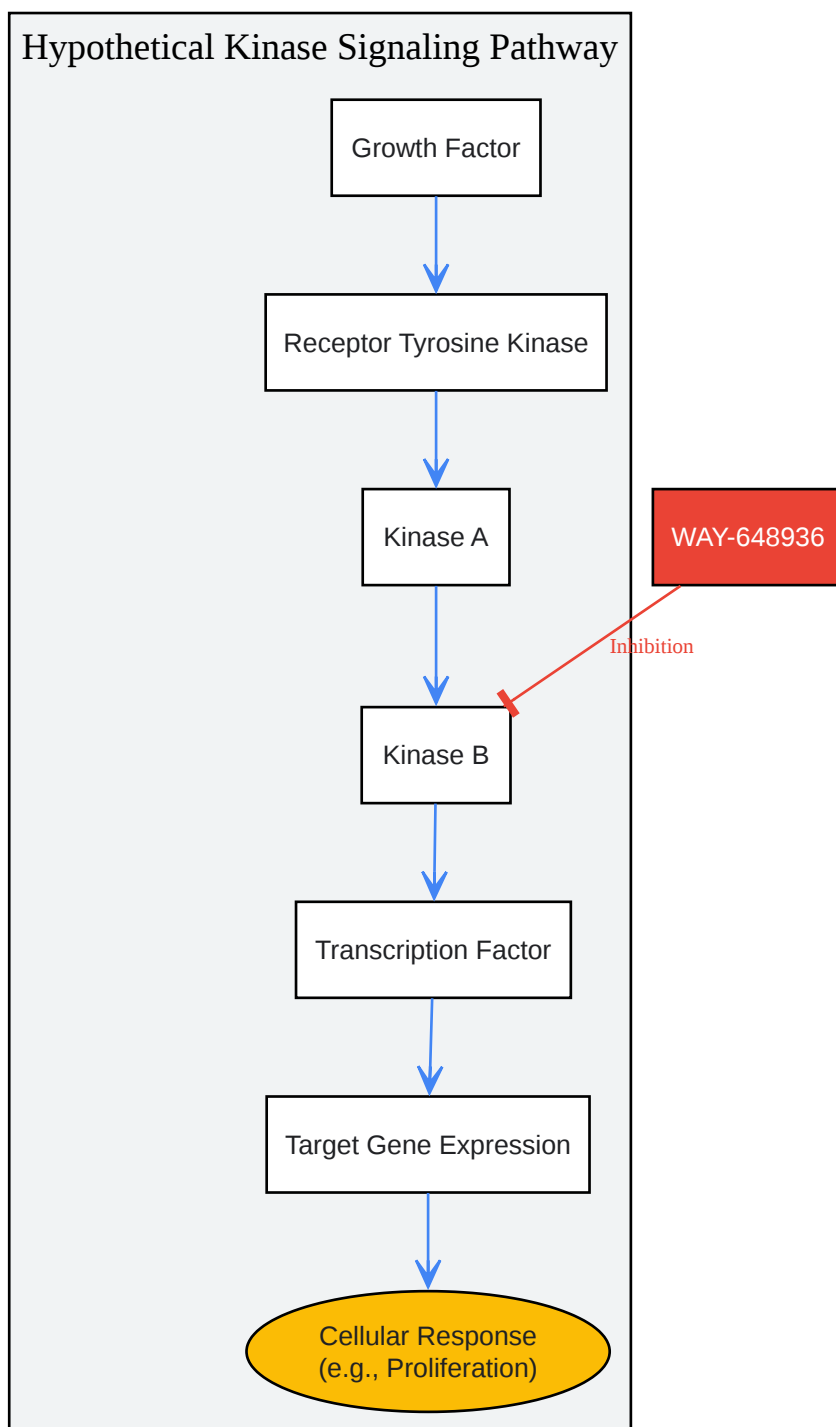 Hypothetical Kinase Signaling Pathway
Growth Factor
Receptor Tyrosine Kinase
Kinase A
WAY-648936
Inhibition
Kinase B
Transcription Factor
Target Gene Expression
Cellular Response
(e.g., Proliferation)